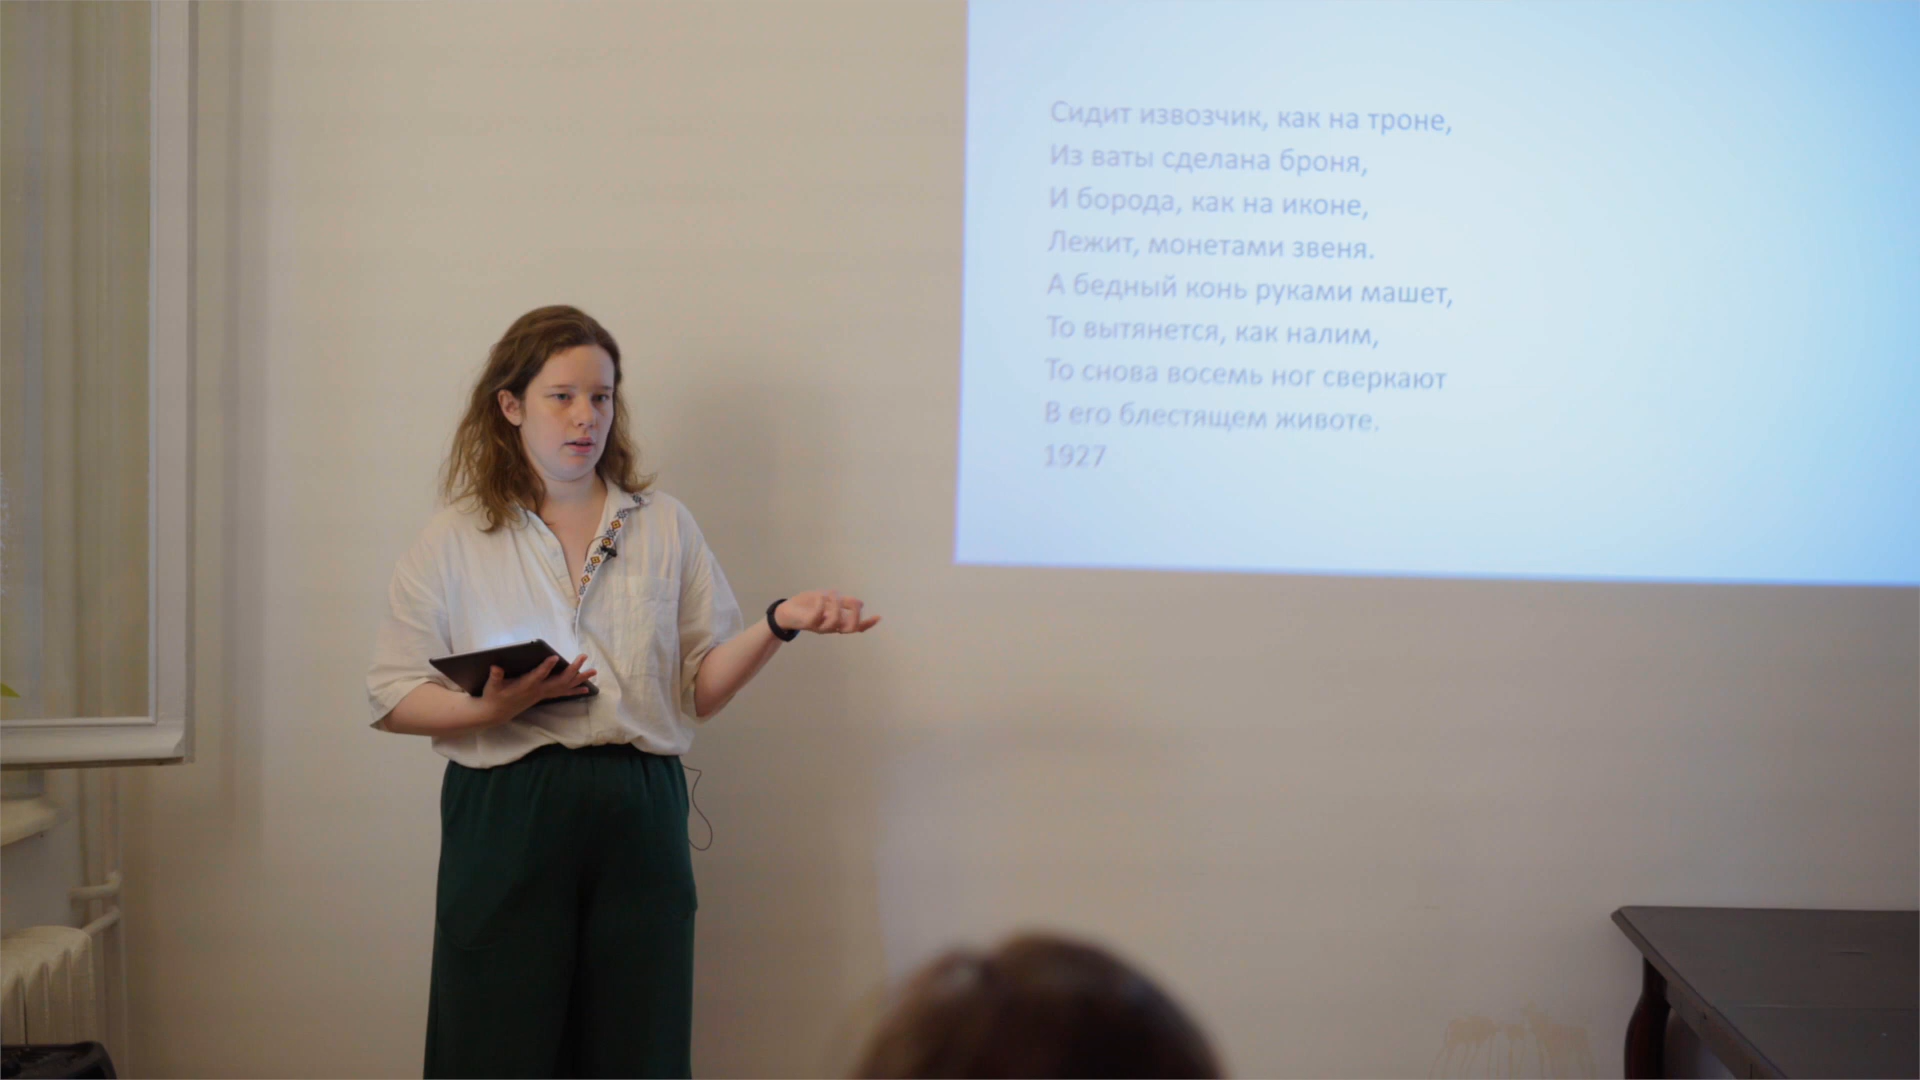 Сидит извозчик, как на троне,
Из ваты сделана броня,
И борода, как на иконе,
Лежит, монетами звеня.
А бедный конь руками машет,
То вытянется, как налим,
То снова восемь ног сверкают
В его блестящем животе.
1927